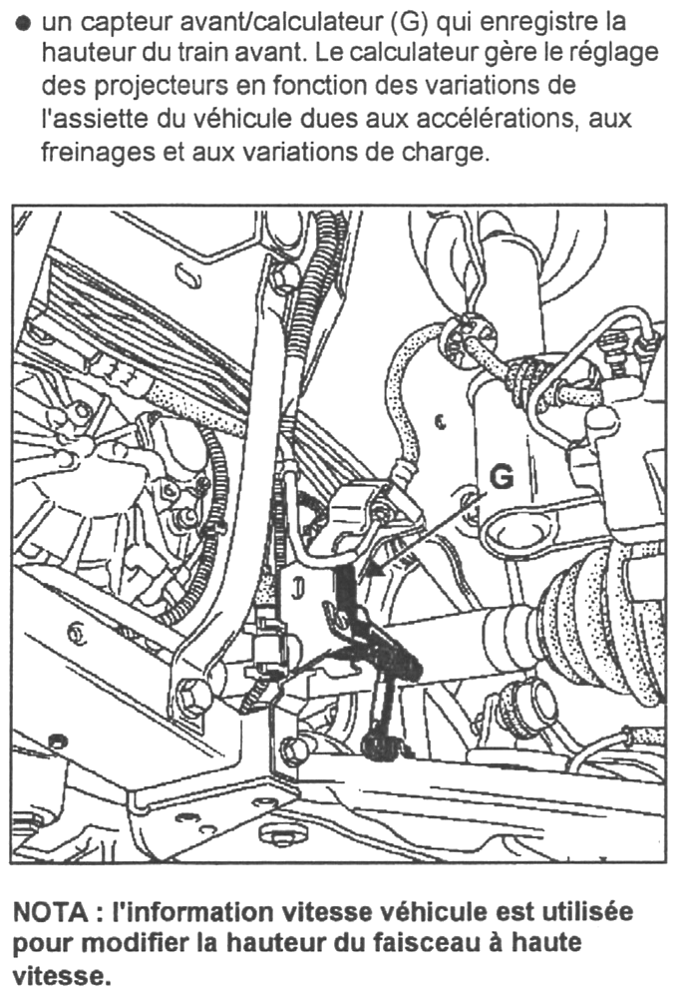 ● un capteur avant/calculateur (G) qui enregistre la
hauteur du train avant. Le calculateur gère le réglage
des projecteurs en fonction des variations de
l'assiette du véhicule dues aux accélérations, aux
freinages et aux variations de charge.
G
NOTA : l'information vitesse véhicule est utilisée
pour modifier la hauteur du faisceau à haute
vitesse.